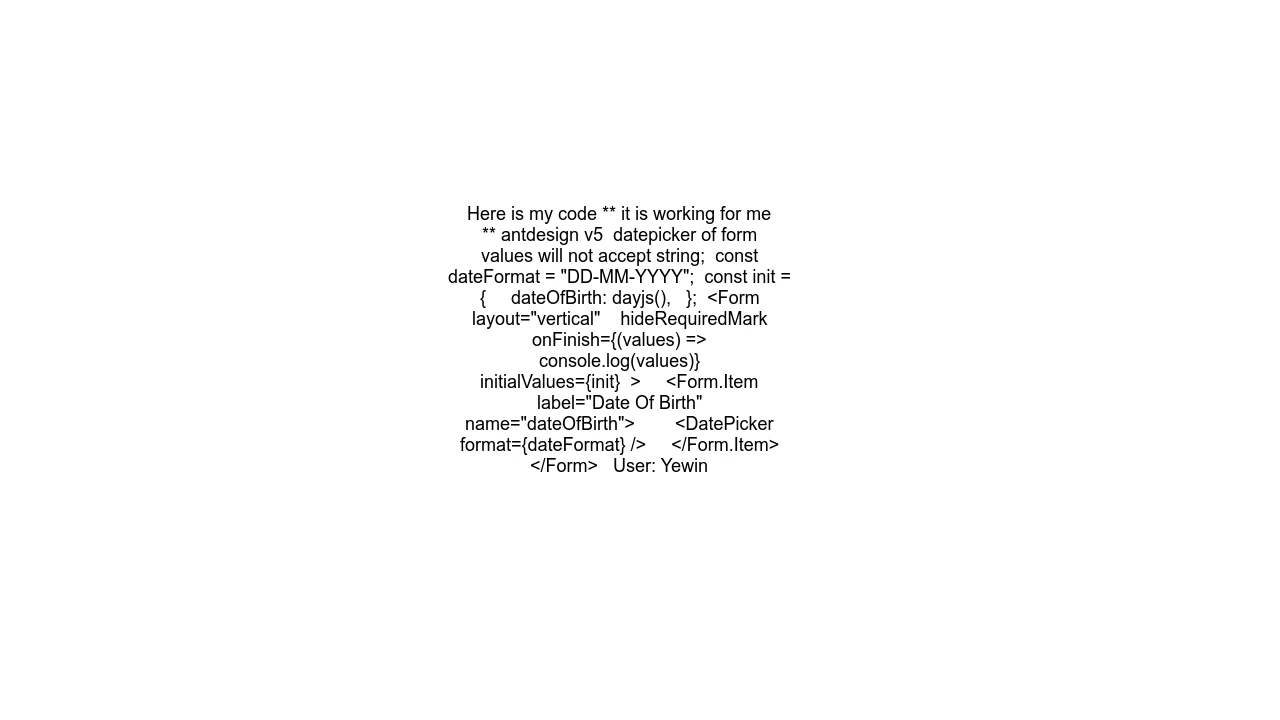 Here is my code ** it is working for me
** antdesign v5  datepicker of form
values will not accept string;  const
dateFormat = "DD-MM-YYYY";  const init =
{     dateOfBirth: dayjs(),   };  <Form
layout="vertical"    hideRequiredMark
onFinish={(values) =>
console.log(values)}
initialValues={init}  >     <Form.Item
label="Date Of Birth"
name="dateOfBirth">        <DatePicker
format={dateFormat} />     </Form.Item>
</Form>   User: Yewin